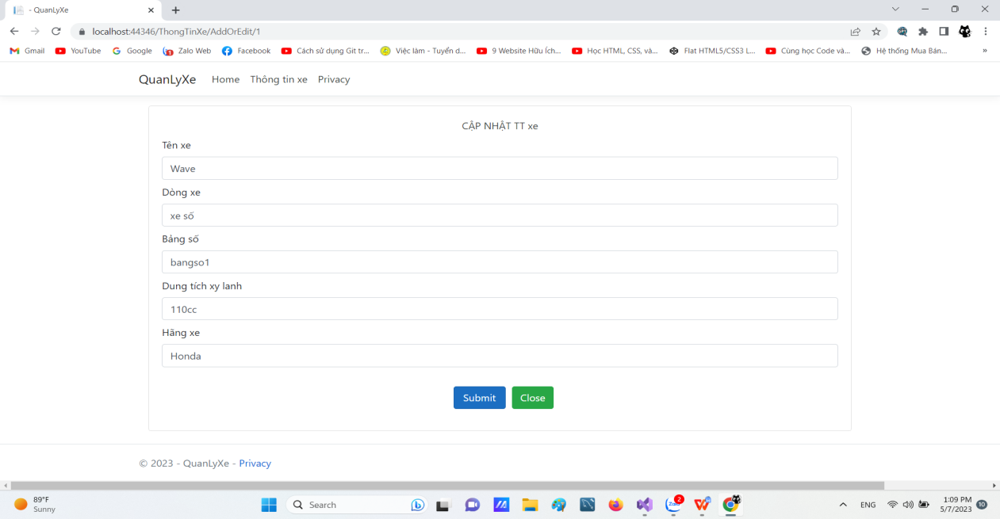 - QuanLyXe
localhost:44346/ThongTinXe/AddOrEdit/1
Gmail YouTube Google Zalo Web Facebook Cách sử dụng Git tr... Việc làm - Tuyển d... 9 Website Hữu Ích... Học HTML, CSS, và... Flat HTML5/CSS3 L... Cùng học Code và... Hệ thống Mua Bán... »
QuanLyXe Home Thông tin xe Privacy
CẬP NHẬT TT xe
Tên xe
Wave
Dòng xe
xe số
Bảng số
bangso1
Dung tích xy lanh
110cc
Hãng xe
Honda
Submit Close
© 2023 - QuanLyXe - Privacy
89°F
Sunny
Search
2
ENG
1:09 PM
5/7/2023
10